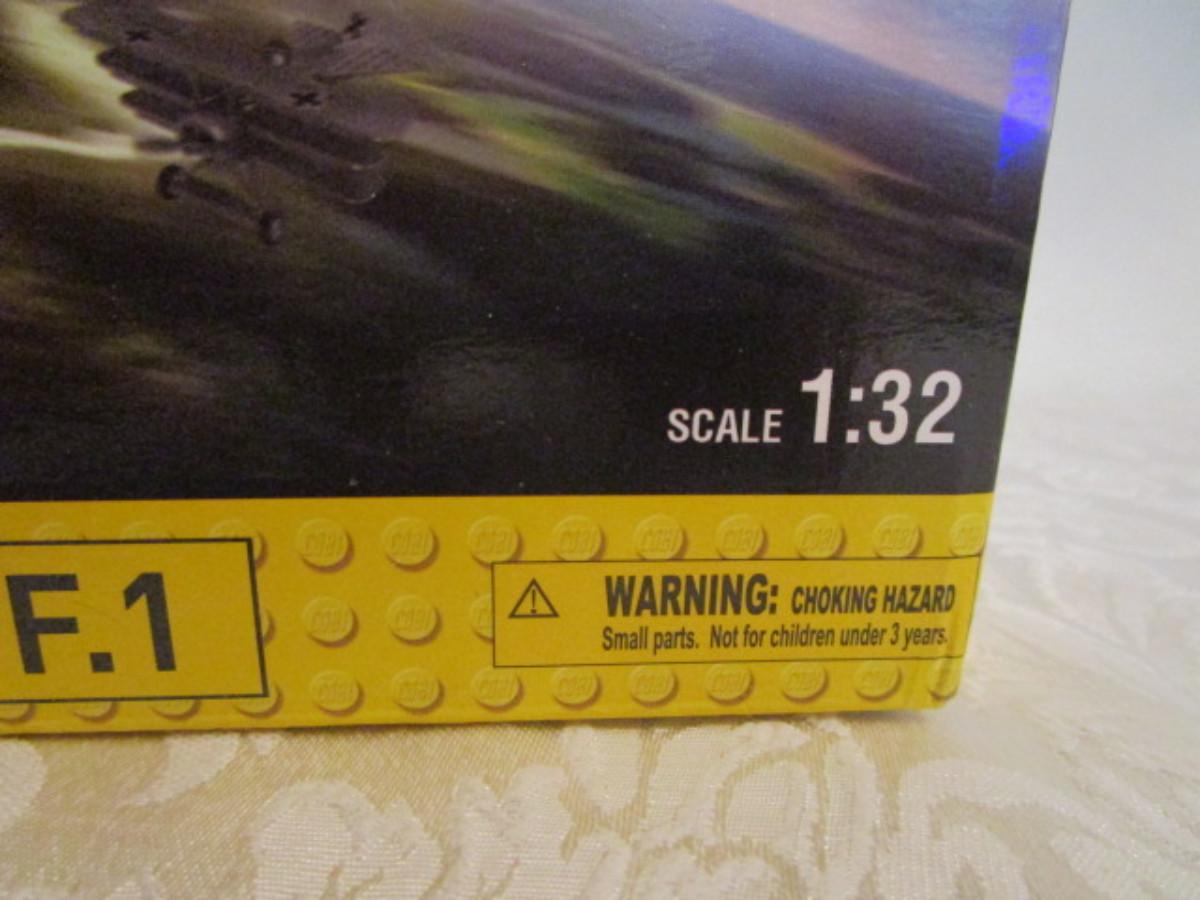 SCALE 1:32
F.1
WARNING: CHOKING HAZARD
Small parts. Not for children under 3 years.